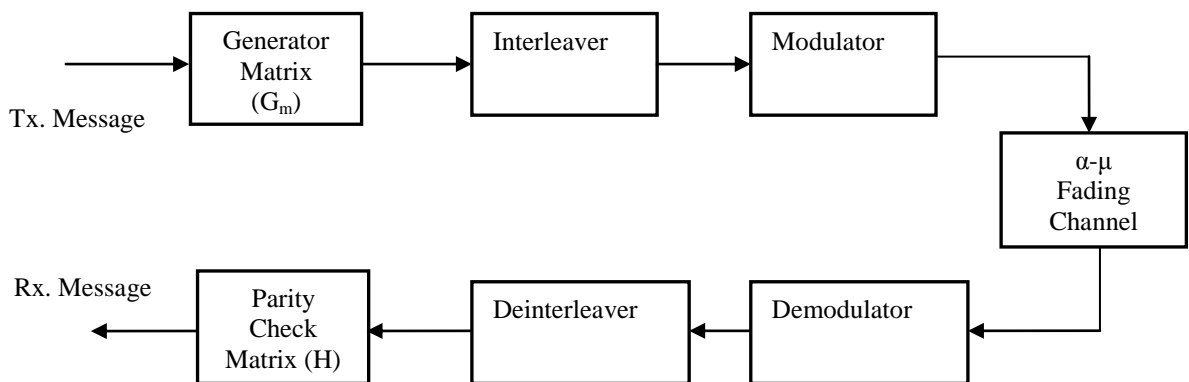 Generator
Matrix
(Gm)
Interleaver
Modulator
Tx. Message
α-μ
Fading
Channel
Rx. Message
Parity
Check
Matrix (H)
Deinterleaver
Demodulator